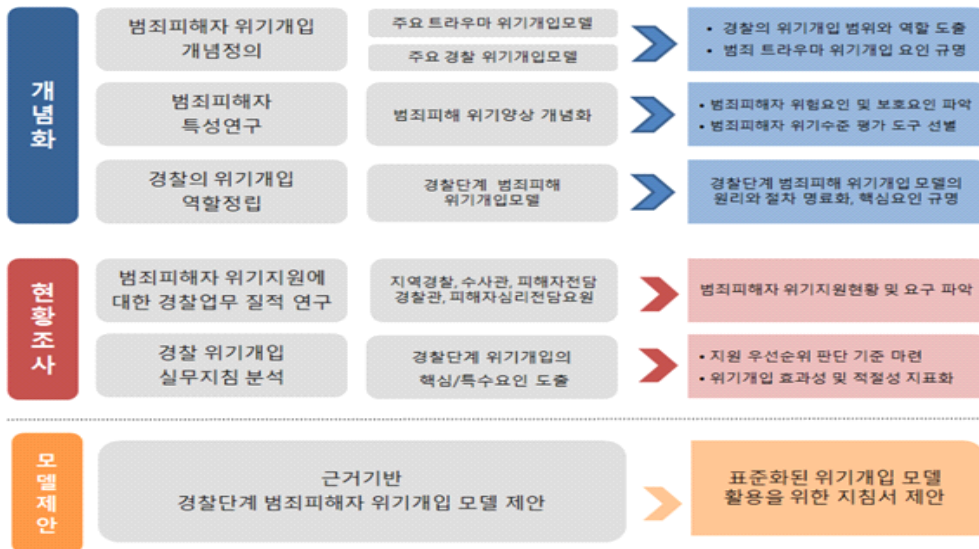 개념화
범죄피해자 위기개입
개념정의
주요 트라우마 위기개입모델
주요 경찰 위기개입모델
• 경찰의 위기개입 범위와 역할 도출
• 범죄 트라우마 위기개입 요인 규명
범죄피해자
특성연구
범죄피해 위기양상 개념화
• 범죄피해자 위험요인 및 보호요인 파악
• 범죄피해자 위기수준 평가 도구 선별
경찰의 위기개입
역할정립
경찰단계 범죄피해
위기개입모델
경찰단계 범죄피해 위기개입 모델의
원리와 절차 명료화, 핵심요인 규명
현황조사
범죄피해자 위기지원에
대한 경찰업무 질적 연구
지역경찰, 수사관, 피해자전담
경찰관, 피해자심리전담요원
범죄피해자 위기지원현황 및 요구 파악
경찰 위기개입
실무지침 분석
경찰단계 위기개입의
핵심/특수요인 도출
• 지원 우선순위 판단 기준 마련
• 위기개입 효과성 및 적절성 지표화
모델제안
근거기반
경찰단계 범죄피해자 위기개입 모델 제안
표준화된 위기개입 모델
활용을 위한 지침서 제안